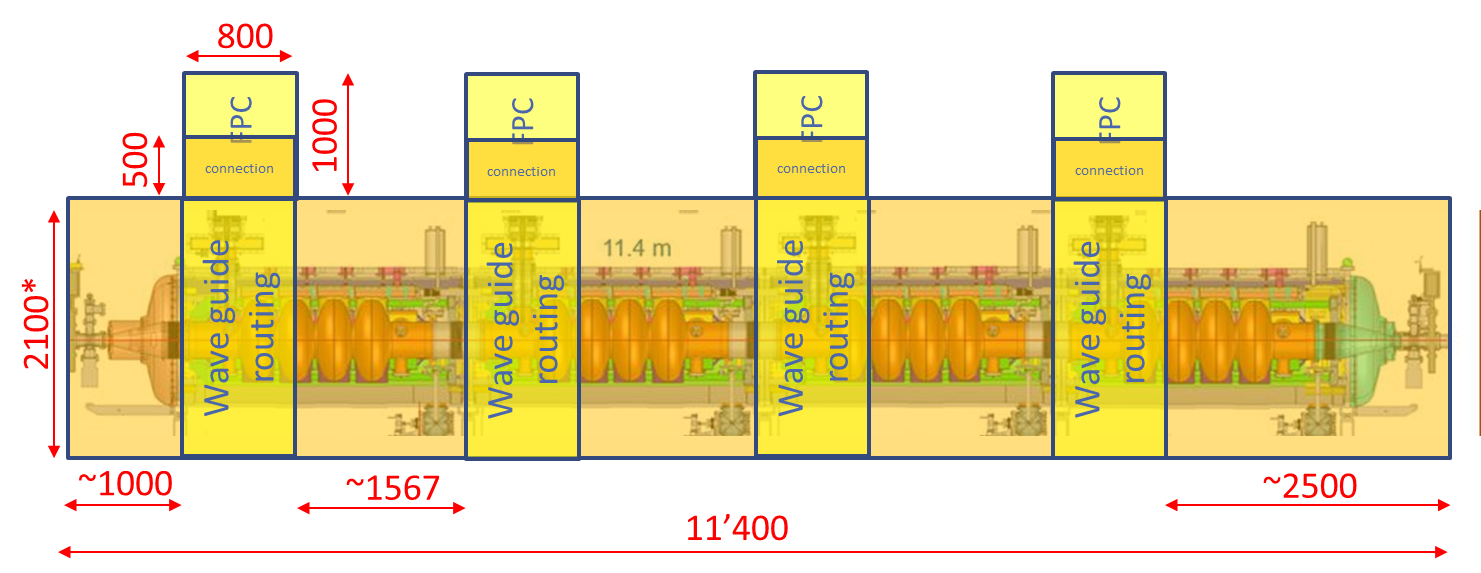 800
FPC
FPC
FPC
FPC
1000
500
connection
connection
connection
connection
11.4 m
2100*
Wave guide
routing
Wave guide
routing
Wave guide
routing
Wave guide
routing
~1000
~1567
~2500
11’400